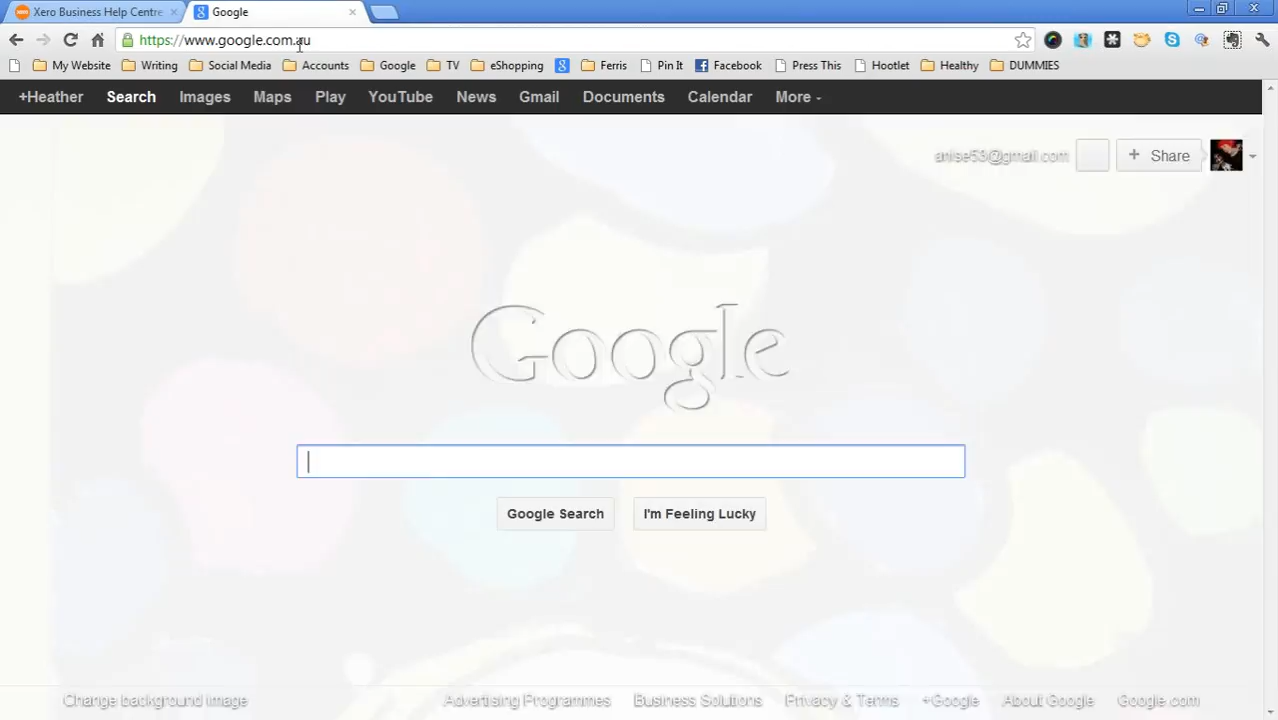 Xero Business Help Centre
Google
https://www.google.com.au
My Website Writing Social Media Accounts Google TV eShopping Ferris Pin It Facebook Press This Hootlet Healthy DUMMIES
+Heather Search Images Maps Play YouTube News Gmail Documents Calendar More
anise53@gmail.com + Share
Google
Google Search I'm Feeling Lucky
Change background image Advertising Programmes Business Solutions Privacy & Terms +Google About Google Google.com